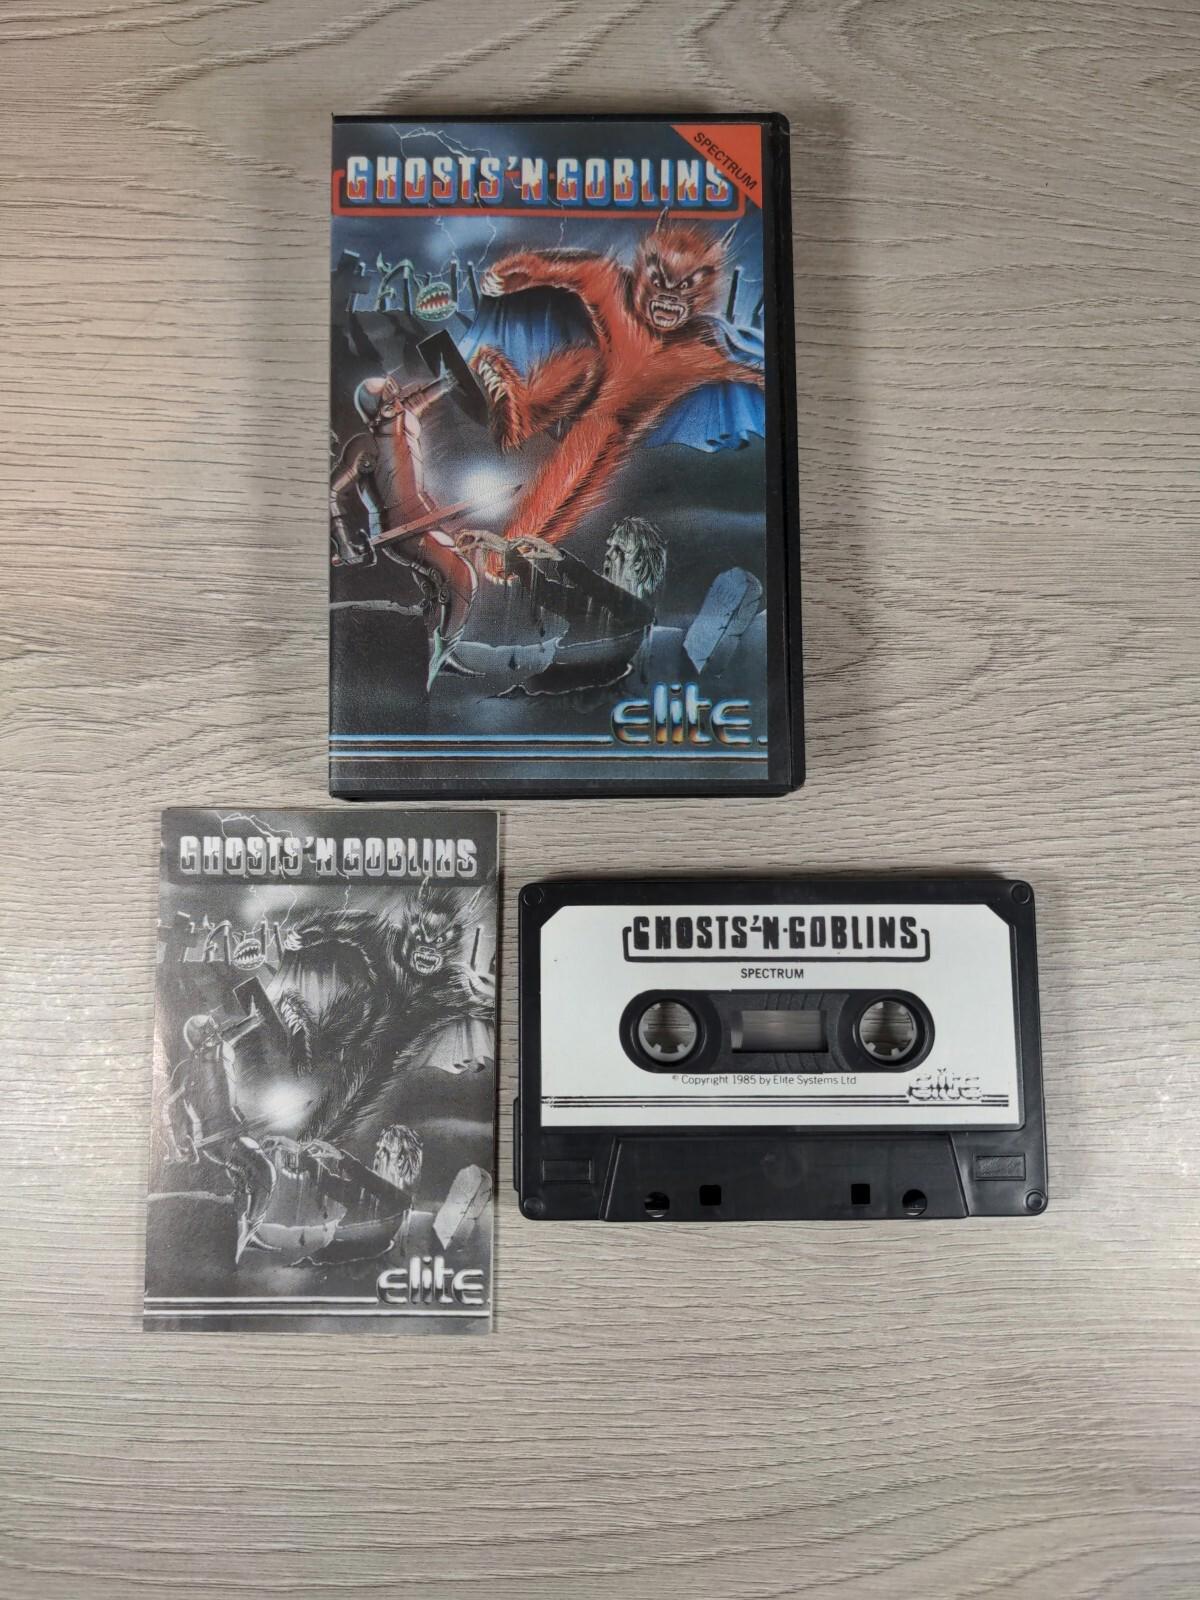 SPECTRUM
GHOSTS'N·GOBLINS
elite
GHOSTS'N GOBLINS
elite
GHOSTS'N·GOBLINS
SPECTRUM
© Copyright 1985 by Elite Systems Ltd
elite